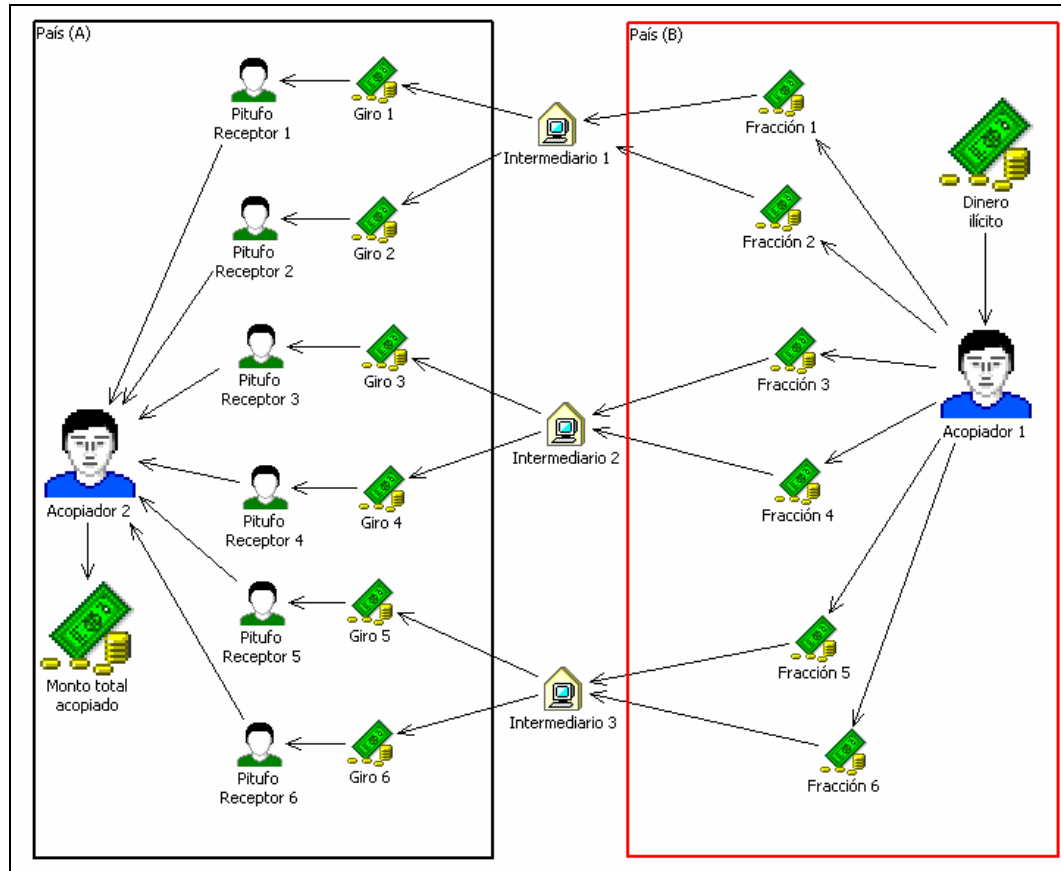 País (A)
País (B)
Pitufo
Receptor 1
Giro 1
Intermediario 1
Fracción 1
Dinero
ilícito
Pitufo
Receptor 2
Giro 2
Fracción 2
Pitufo
Receptor 3
Giro 3
Intermediario 2
Fracción 3
Acopiador 1
Acopiador 2
Pitufo
Receptor 4
Giro 4
Fracción 4
Monto total
acopiado
Pitufo
Receptor 5
Giro 5
Intermediario 3
Fracción 5
Pitufo
Receptor 6
Giro 6
Fracción 6